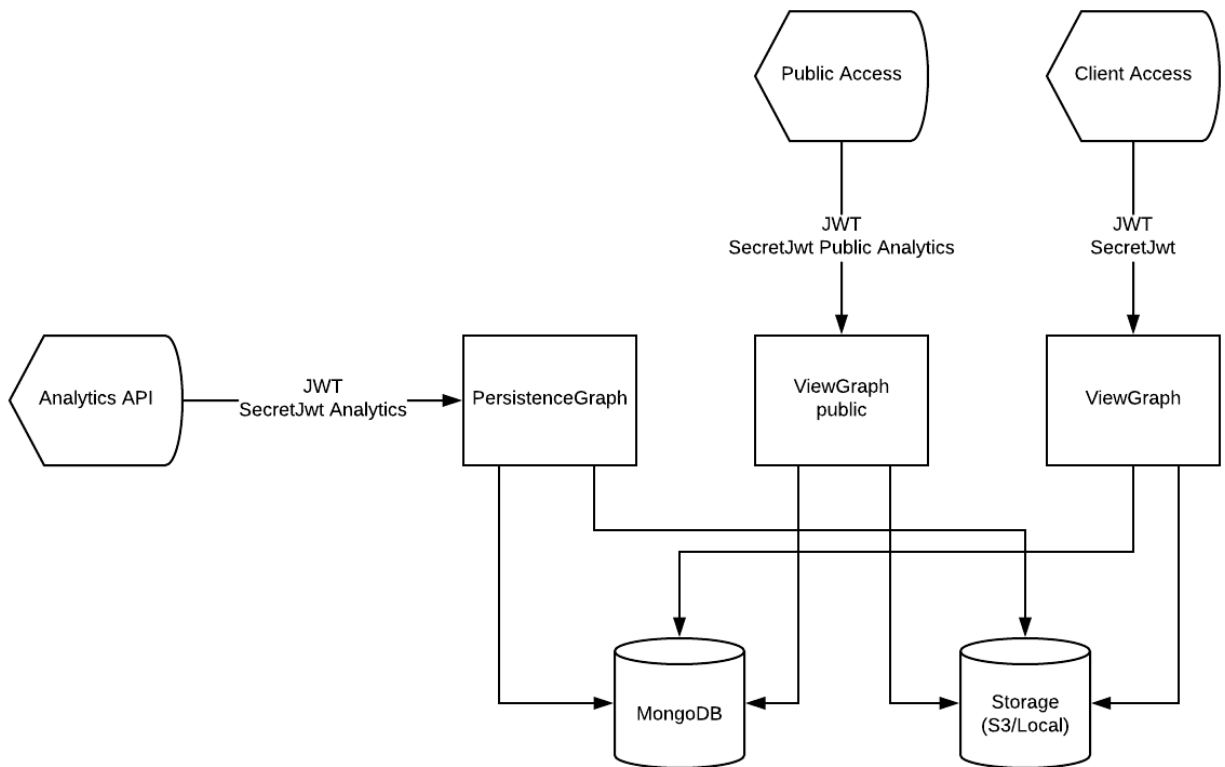 Public Access
Client Access
JWT
SecretJwt Public Analytics
JWT
SecretJwt
Analytics API
JWT
SecretJwt Analytics
PersistenceGraph
ViewGraph
public
ViewGraph
MongoDB
Storage
(S3/Local)